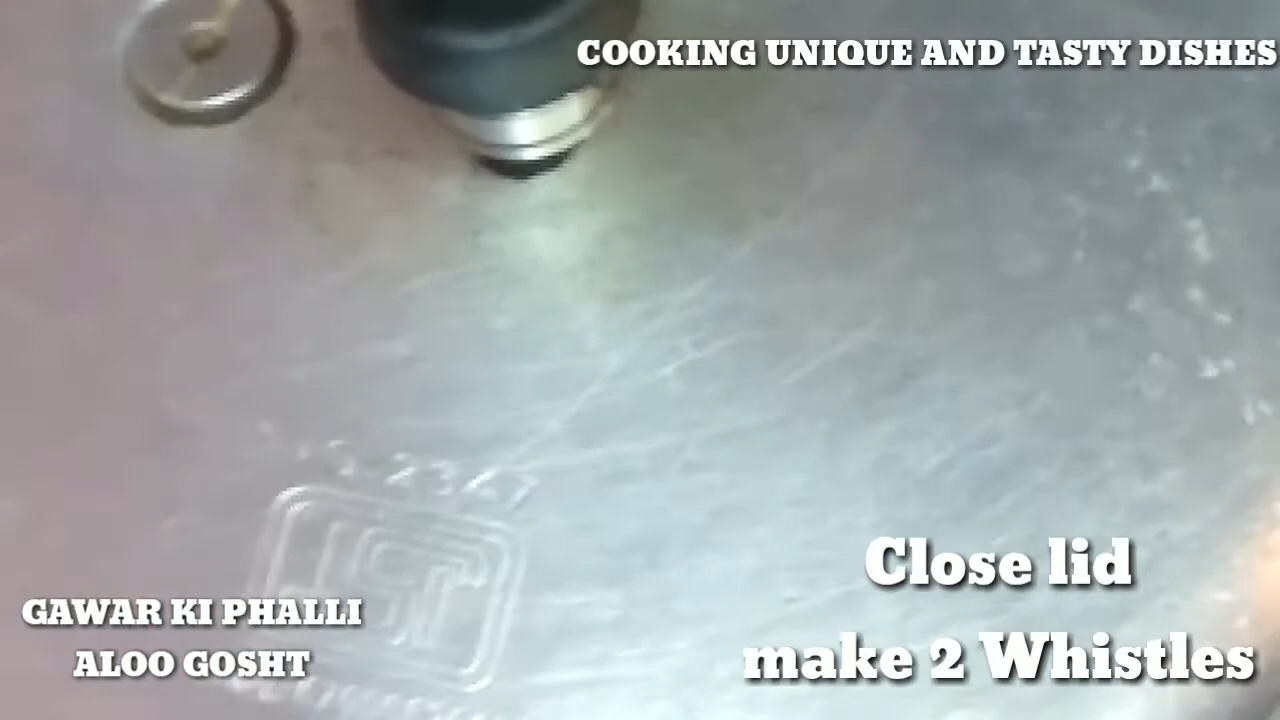 COOKING UNIQUE AND TASTY DISHES
Close lid
make 2 Whistles
GAWAR KI PHALLI
ALOO GOSHT